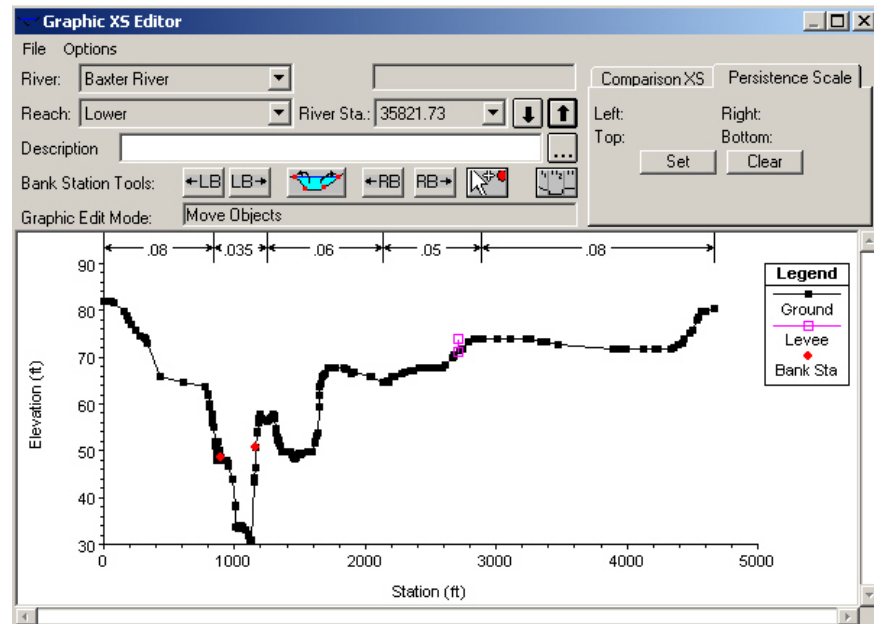 Graphic XS Editor
File Options
River: Baxter River
Comparison XS Persistence Scale
Reach: Lower River Sta.: 35821.73
Left: Right:
Top: Bottom:
Description ...
Set Clear
Bank Station Tools: LB LB RB RB
Graphic Edit Mode: Move Objects
.08 .035 .06 .05 .08
90
80
70
60
50
40
30
Elevation (ft)
0 1000 2000 3000 4000 5000
Station (ft)
Legend
Ground
Levee
Bank Sta